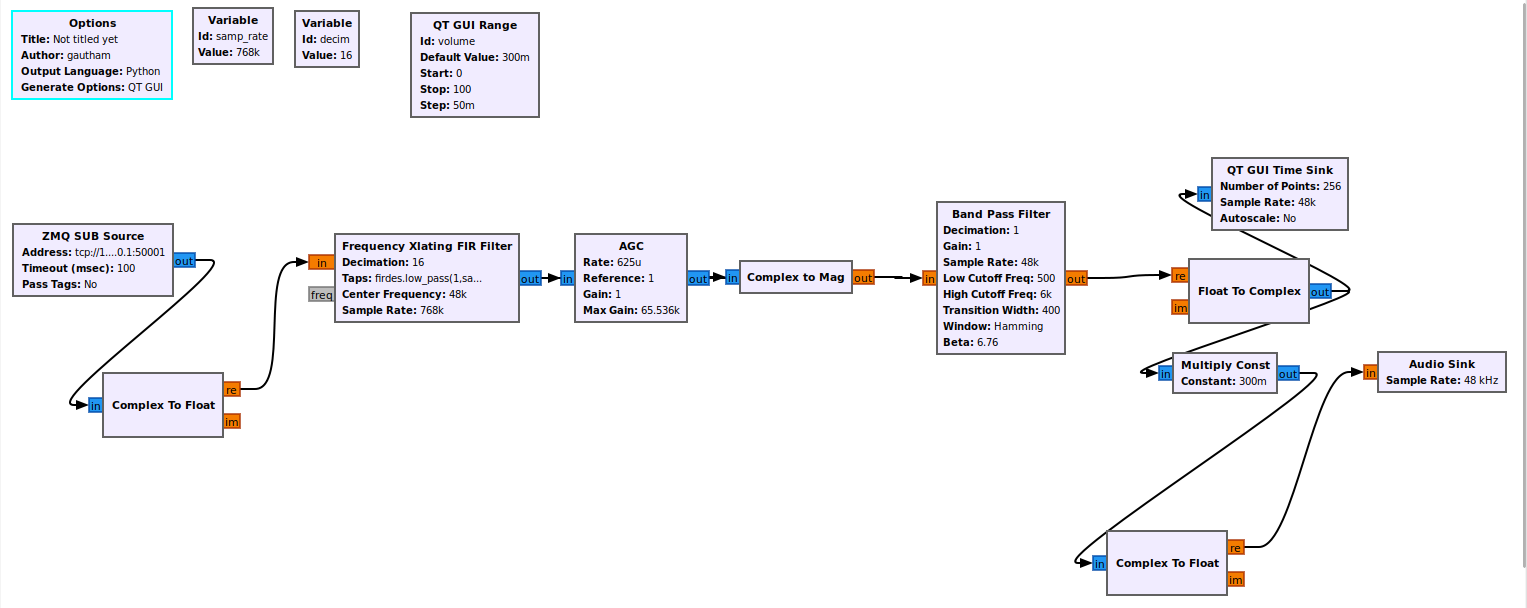 Options
Title: Not titled yet
Author: gautham
Output Language: Python
Generate Options: QT GUI
Variable
Id: samp_rate
Value: 768k
Variable
Id: decim
Value: 16
QT GUI Range
Id: volume
Default Value: 300m
Start: 0
Stop: 100
Step: 50m
ZMQ SUB Source
Address: tcp://1....0.1:50001
Timeout (msec): 100
Pass Tags: No
out
in
Complex To Float
re
im
in
freq
Frequency Xlating FIR Filter
Decimation: 16
Taps: firdes.low_pass(1,sa...
Center Frequency: 48k
Sample Rate: 768k
out
in
AGC
Rate: 625u
Reference: 1
Gain: 1
Max Gain: 65.536k
out
in
Complex to Mag
out
in
Band Pass Filter
Decimation: 1
Gain: 1
Sample Rate: 48k
Low Cutoff Freq: 500
High Cutoff Freq: 6k
Transition Width: 400
Window: Hamming
Beta: 6.76
out
in
QT GUI Time Sink
Number of Points: 256
Sample Rate: 48k
Autoscale: No
re
im
Float To Complex
out
in
Multiply Const
Constant: 300m
out
in
Audio Sink
Sample Rate: 48 kHz
in
Complex To Float
re
im